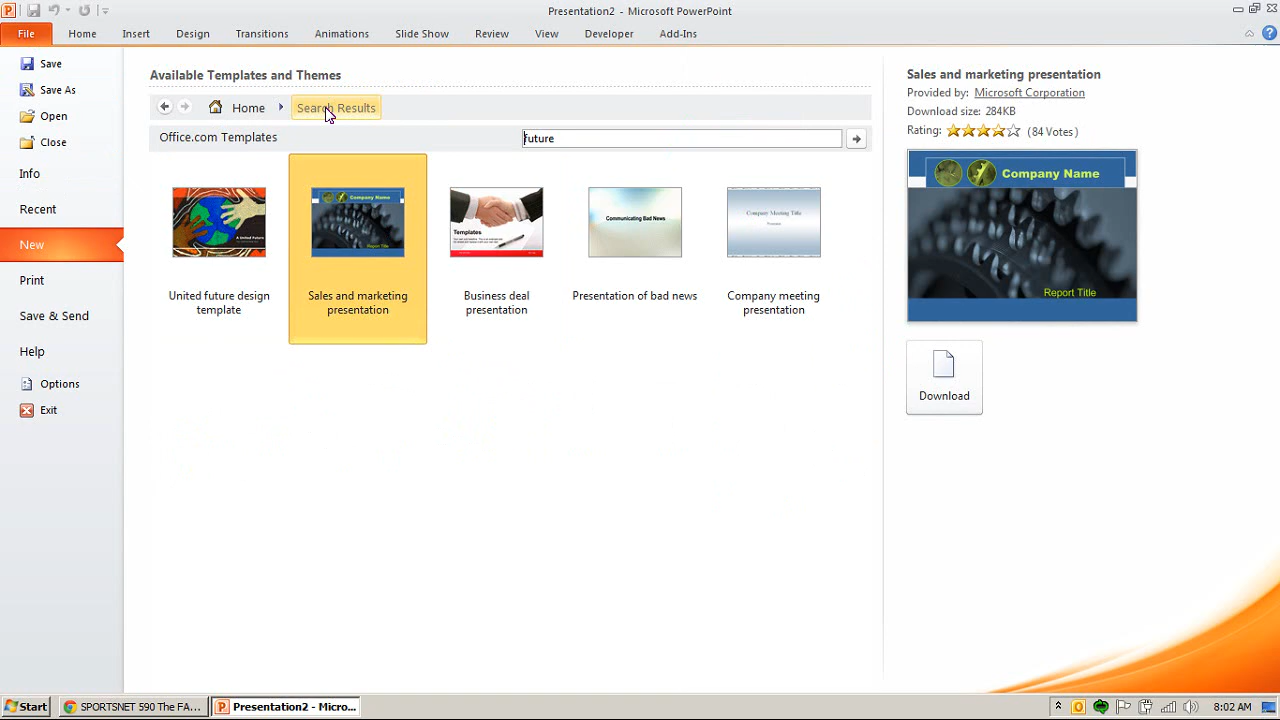 Presentation2 - Microsoft PowerPoint
File Home Insert Design Transitions Animations Slide Show Review View Developer Add-Ins
Save
Save As
Open
Close
Info
Recent
New
Print
Save & Send
Help
Options
Exit
Available Templates and Themes
Home Search Results
Office.com Templates future
United future design template
Company Name
Report Title
Sales and marketing presentation
Templates
Business deal presentation
Communicating Bad News
Presentation of bad news
Company Meeting Title
Company meeting presentation
Sales and marketing presentation
Provided by: Microsoft Corporation
Download size: 284KB
Rating: (84 Votes)
Company Name
Report Title
Download
Start SPORTSNET 590 The FA... Presentation2 - Micro... 8:02 AM